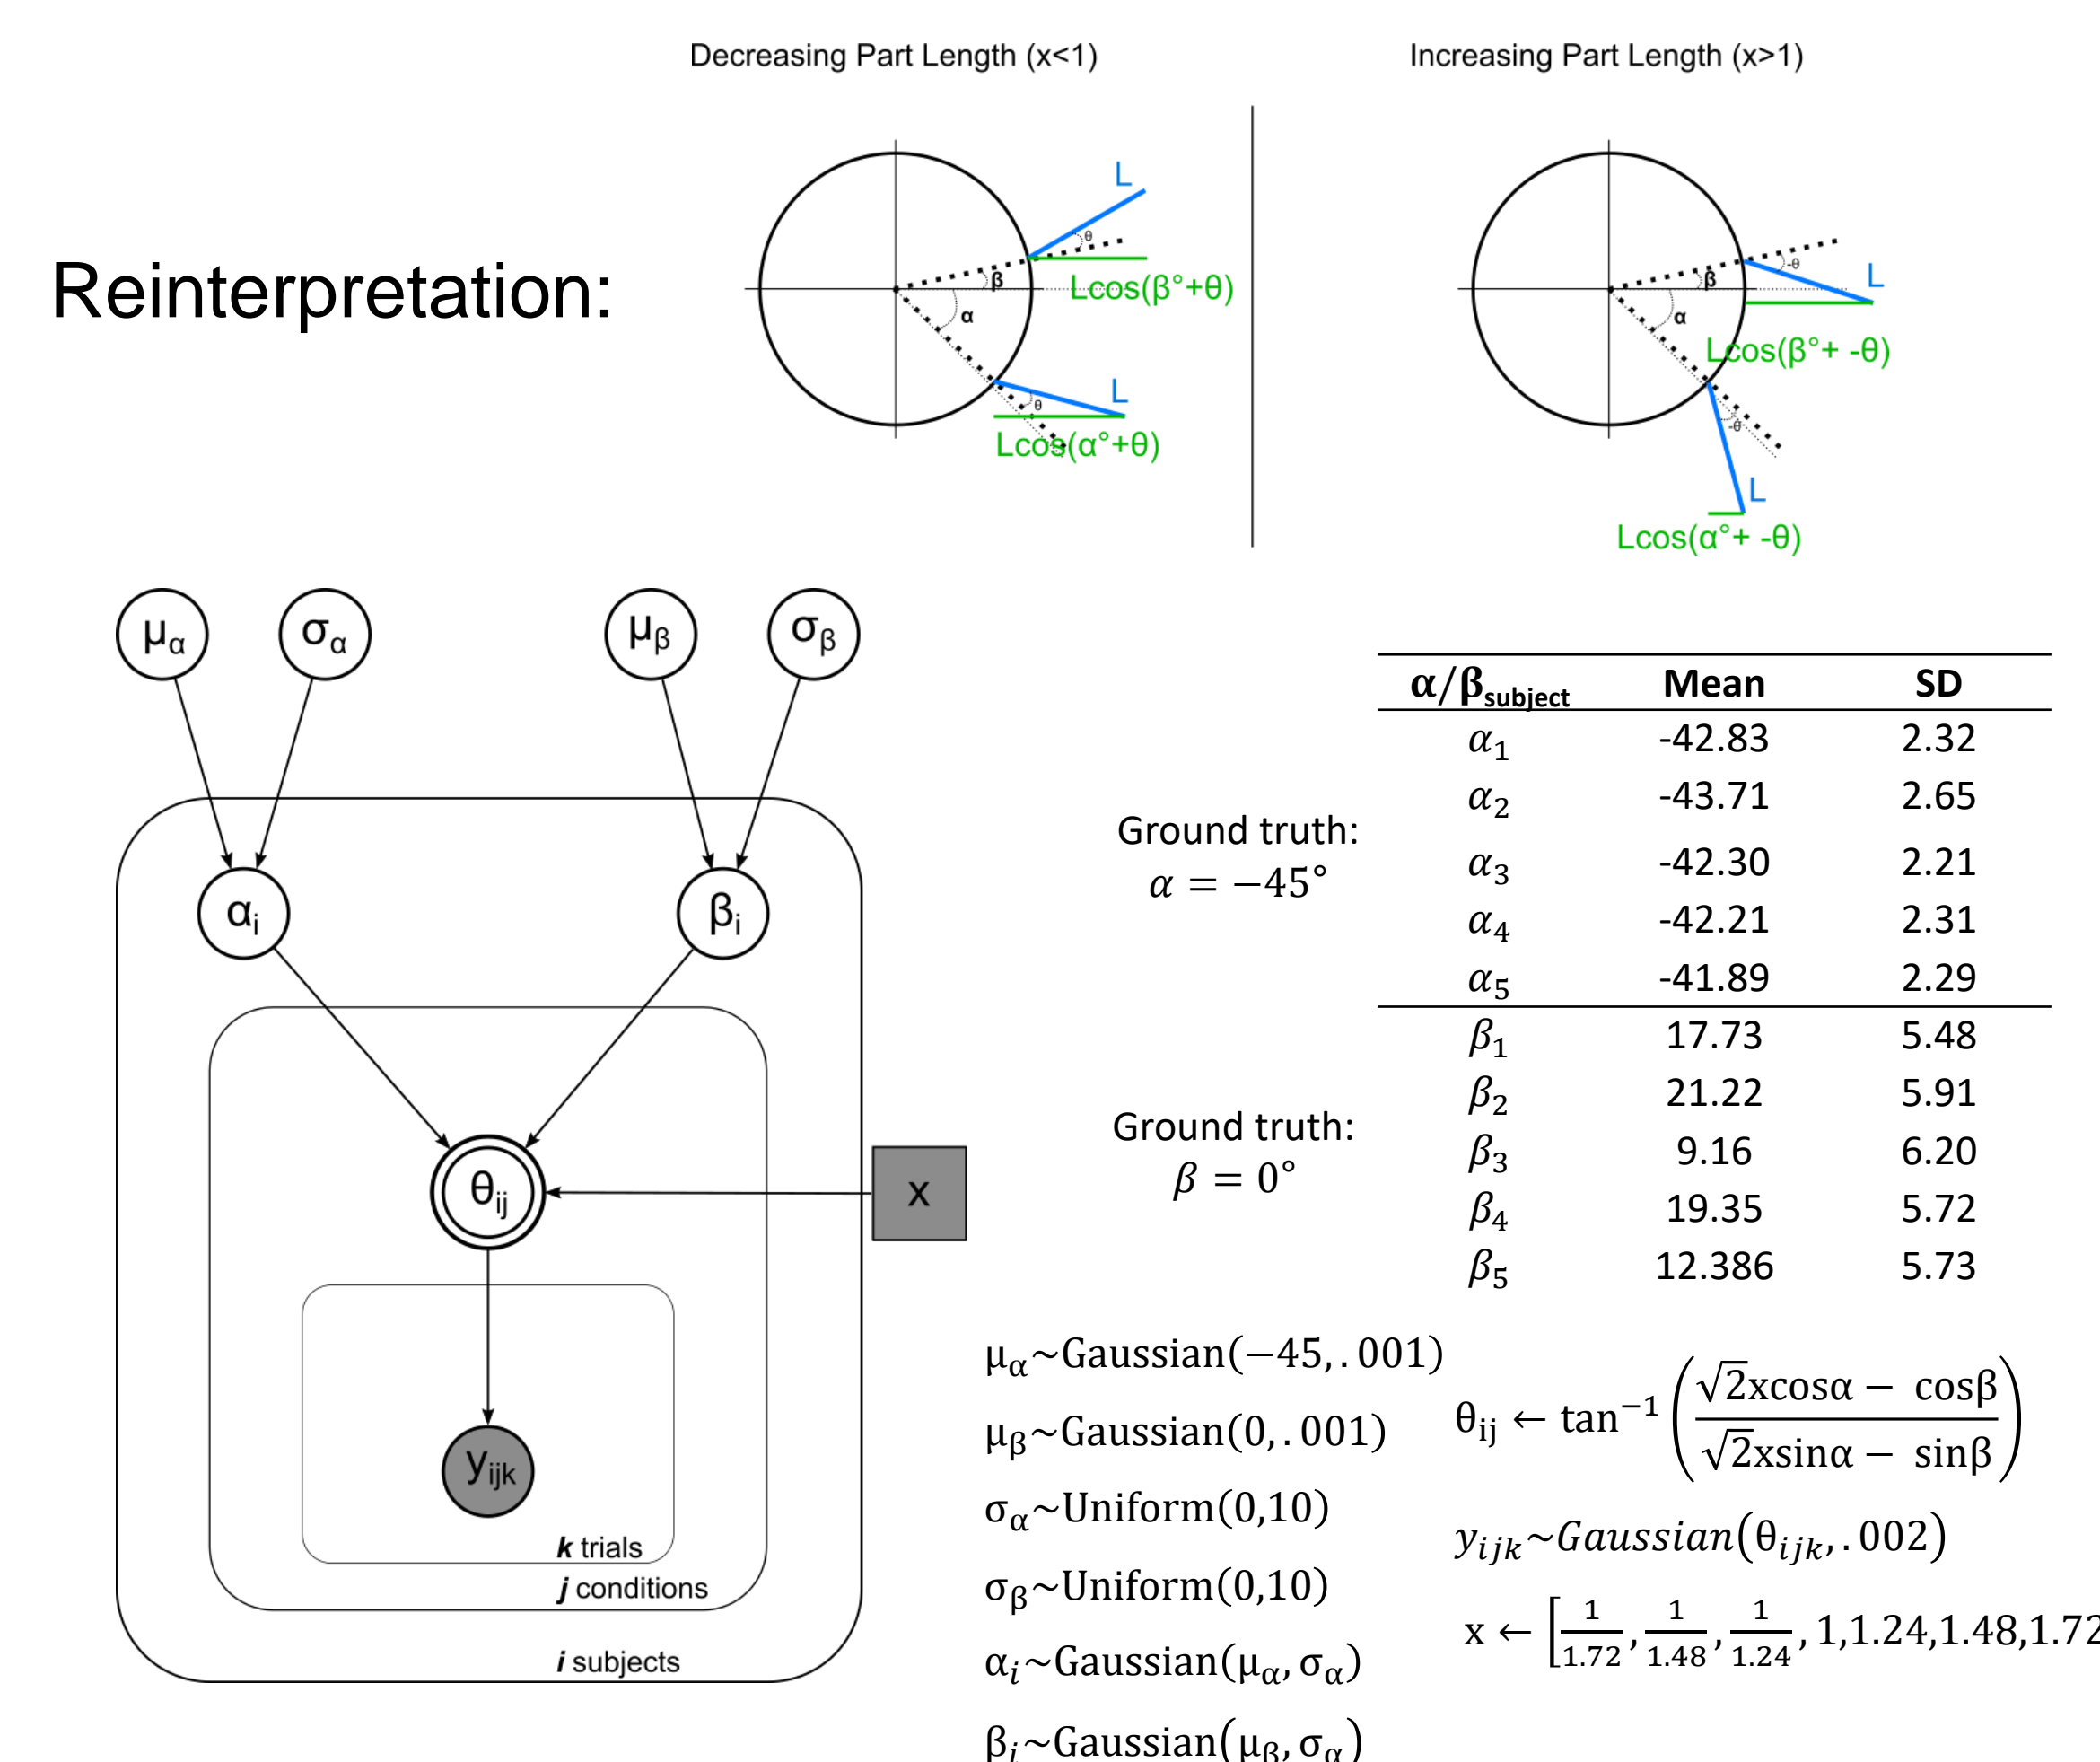 Decreasing Part Length (x<1)
Increasing Part Length (x>1)
Reinterpretation:
L
θ
β
Lcos(β°+θ)
α
L
θ
Lcos(α°+θ)
-θ
L
β
α
Lcos(β°+ -θ)
-θ
L
Lcos(α°+ -θ)
μα
σα
μβ
σβ
αi
βi
θij
x
yijk
k trials
j conditions
i subjects
Ground truth:
α = −45°
Ground truth:
β = 0°
α/βsubject Mean SD
α1 -42.83 2.32
α2 -43.71 2.65
α3 -42.30 2.21
α4 -42.21 2.31
α5 -41.89 2.29
β1 17.73 5.48
β2 21.22 5.91
β3 9.16 6.20
β4 19.35 5.72
β5 12.386 5.73
μα~Gaussian(−45,.001)
μβ~Gaussian(0,.001)
σα~Uniform(0,10)
σβ~Uniform(0,10)
αi~Gaussian(μα, σα)
βi~Gaussian(μβ, σα)
θij ← tan−1 (√2xcosα − cosβ / √2xsinα − sinβ)
yijk~Gaussian(θijk,.002)
x ← [1/1.72, 1/1.48, 1/1.24, 1,1.24,1.48,1.72